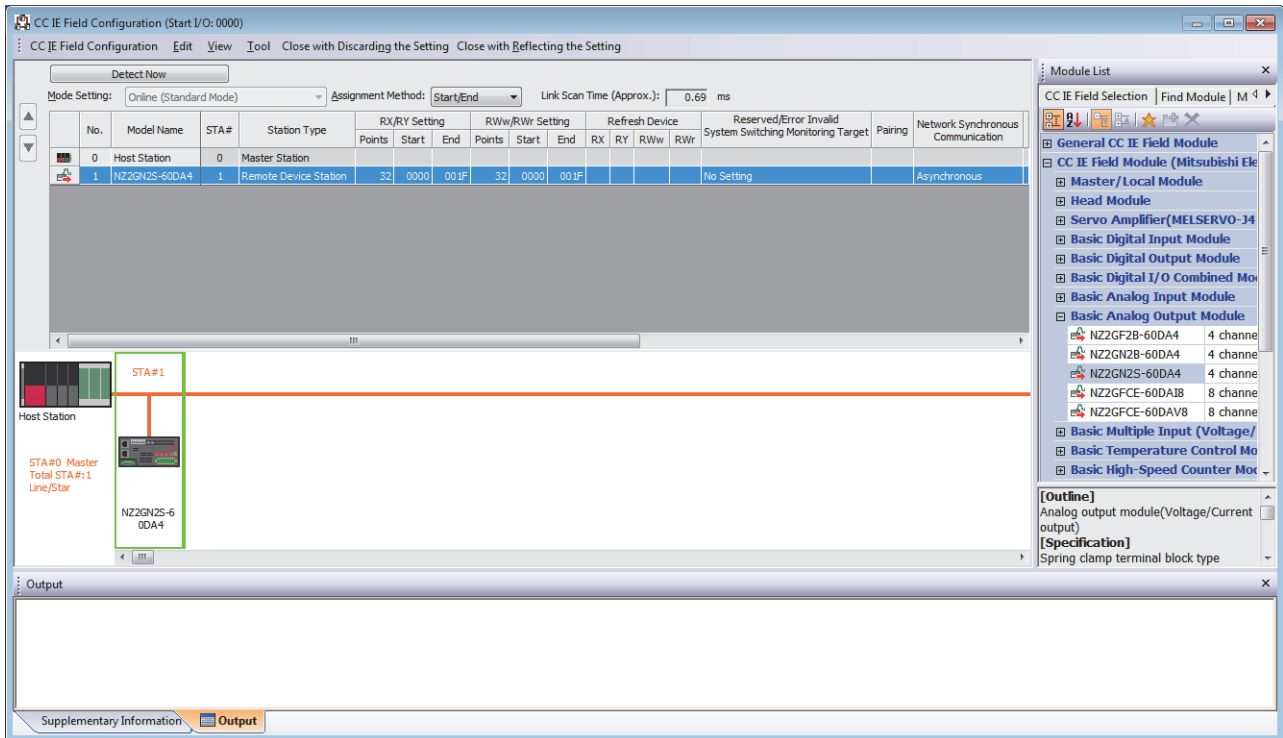 CC IE Field Configuration (Start I/O: 0000)
CC IE Field Configuration Edit View Tool Close with Discarding the Setting Close with Reflecting the Setting
Detect Now
Mode Setting: Online (Standard Mode) Assignment Method: Start/End Link Scan Time (Approx.): 0.69 ms
No. Model Name STA# Station Type RX/RY Setting RWw/RWr Setting Refresh Device Reserved/Error Invalid System Switching Monitoring Target Pairing Network Synchronous Communication
Points Start End Points Start End RX RY RWw RWr
0 Host Station 0 Master Station
1 NZ2GN2S-60DA4 1 Remote Device Station 32 0000 001F 32 0000 001F No Setting Asynchronous
Host Station
STA#0 Master
Total STA#:1
Line/Star
STA#1
NZ2GN2S-6
0DA4
Module List
CC IE Field Selection Find Module M
General CC IE Field Module
CC IE Field Module (Mitsubishi Ele
Master/Local Module
Head Module
Servo Amplifier(MELSERVO-J4
Basic Digital Input Module
Basic Digital Output Module
Basic Digital I/O Combined Mo
Basic Analog Input Module
Basic Analog Output Module
NZ2GF2B-60DA4 4 channe
NZ2GN2B-60DA4 4 channe
NZ2GN2S-60DA4 4 channe
NZ2GFCE-60DAI8 8 channe
NZ2GFCE-60DAV8 8 channe
Basic Multiple Input (Voltage/
Basic Temperature Control Mo
Basic High-Speed Counter Mod
[Outline]
Analog output module(Voltage/Current
output)
[Specification]
Spring clamp terminal block type
Output
Supplementary Information Output